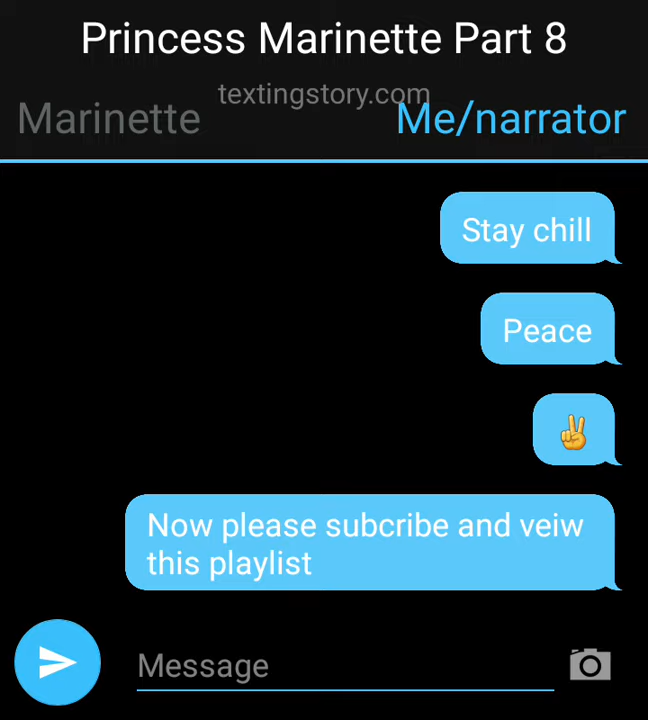 Princess Marinette Part 8
textingstory.com
Marinette
Me/narrator
Stay chill
Peace
✌
Now please subcribe and veiw
this playlist
Message